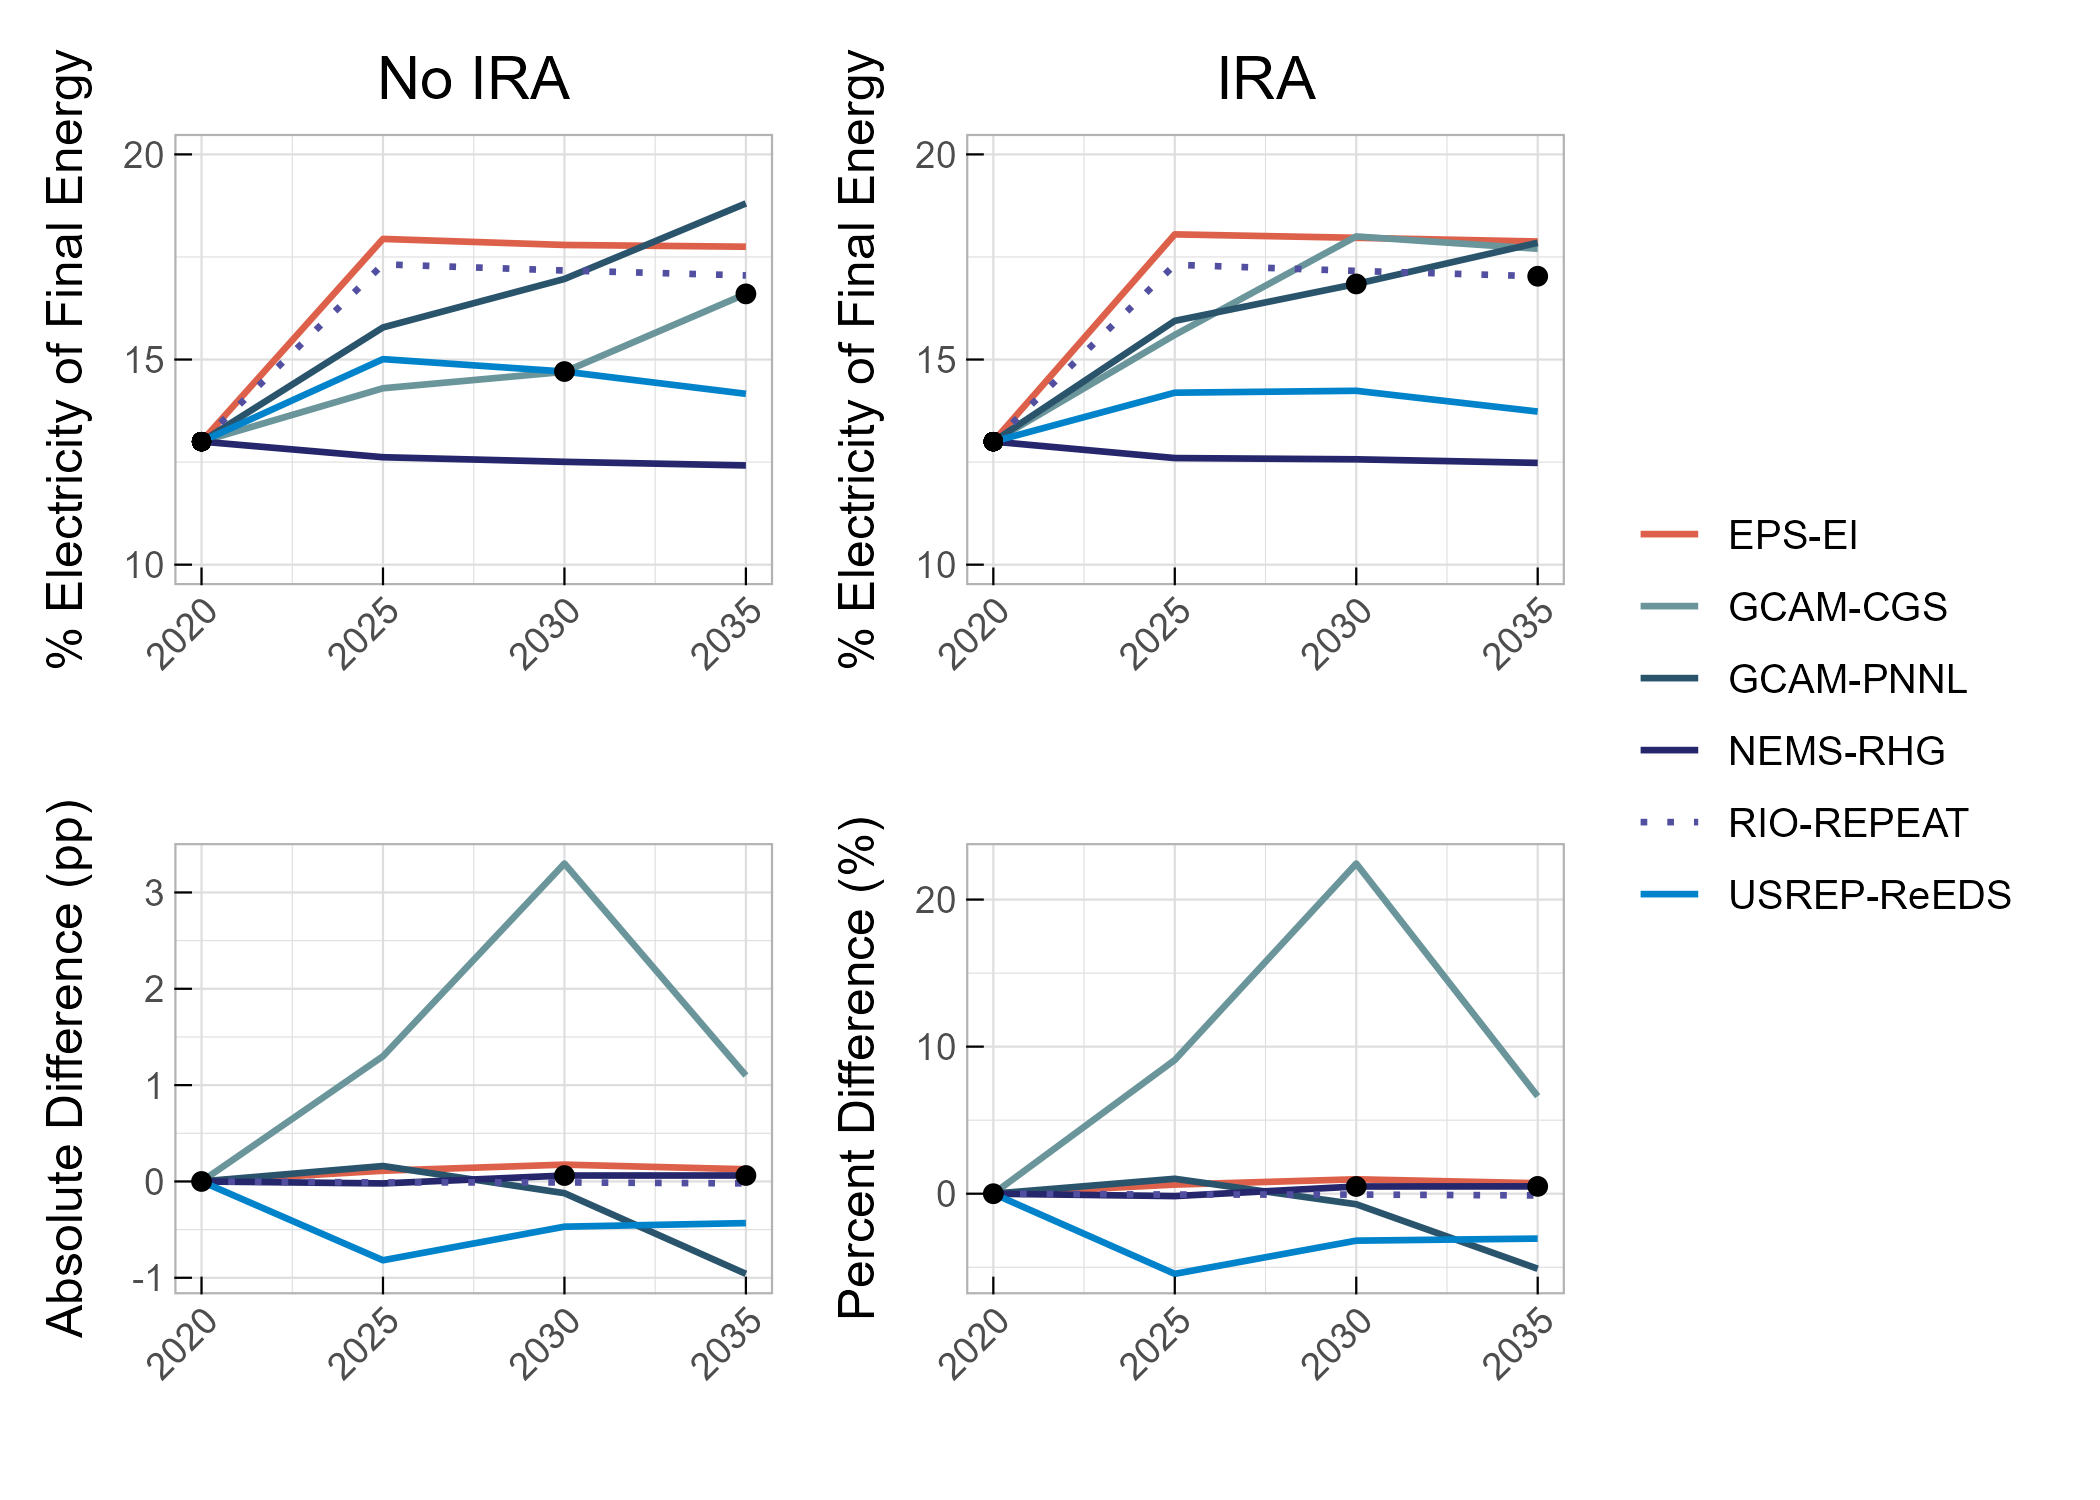 No IRA
% Electricity of Final Energy
20
15
10
2020
2025
2030
2035
IRA
% Electricity of Final Energy
20
15
10
2020
2025
2030
2035
EPS-EI
GCAM-CGS
GCAM-PNNL
NEMS-RHG
RIO-REPEAT
USREP-ReEDS
Absolute Difference (pp)
3
2
1
0
-1
2020
2025
2030
2035
Percent Difference (%)
20
10
0
2020
2025
2030
2035